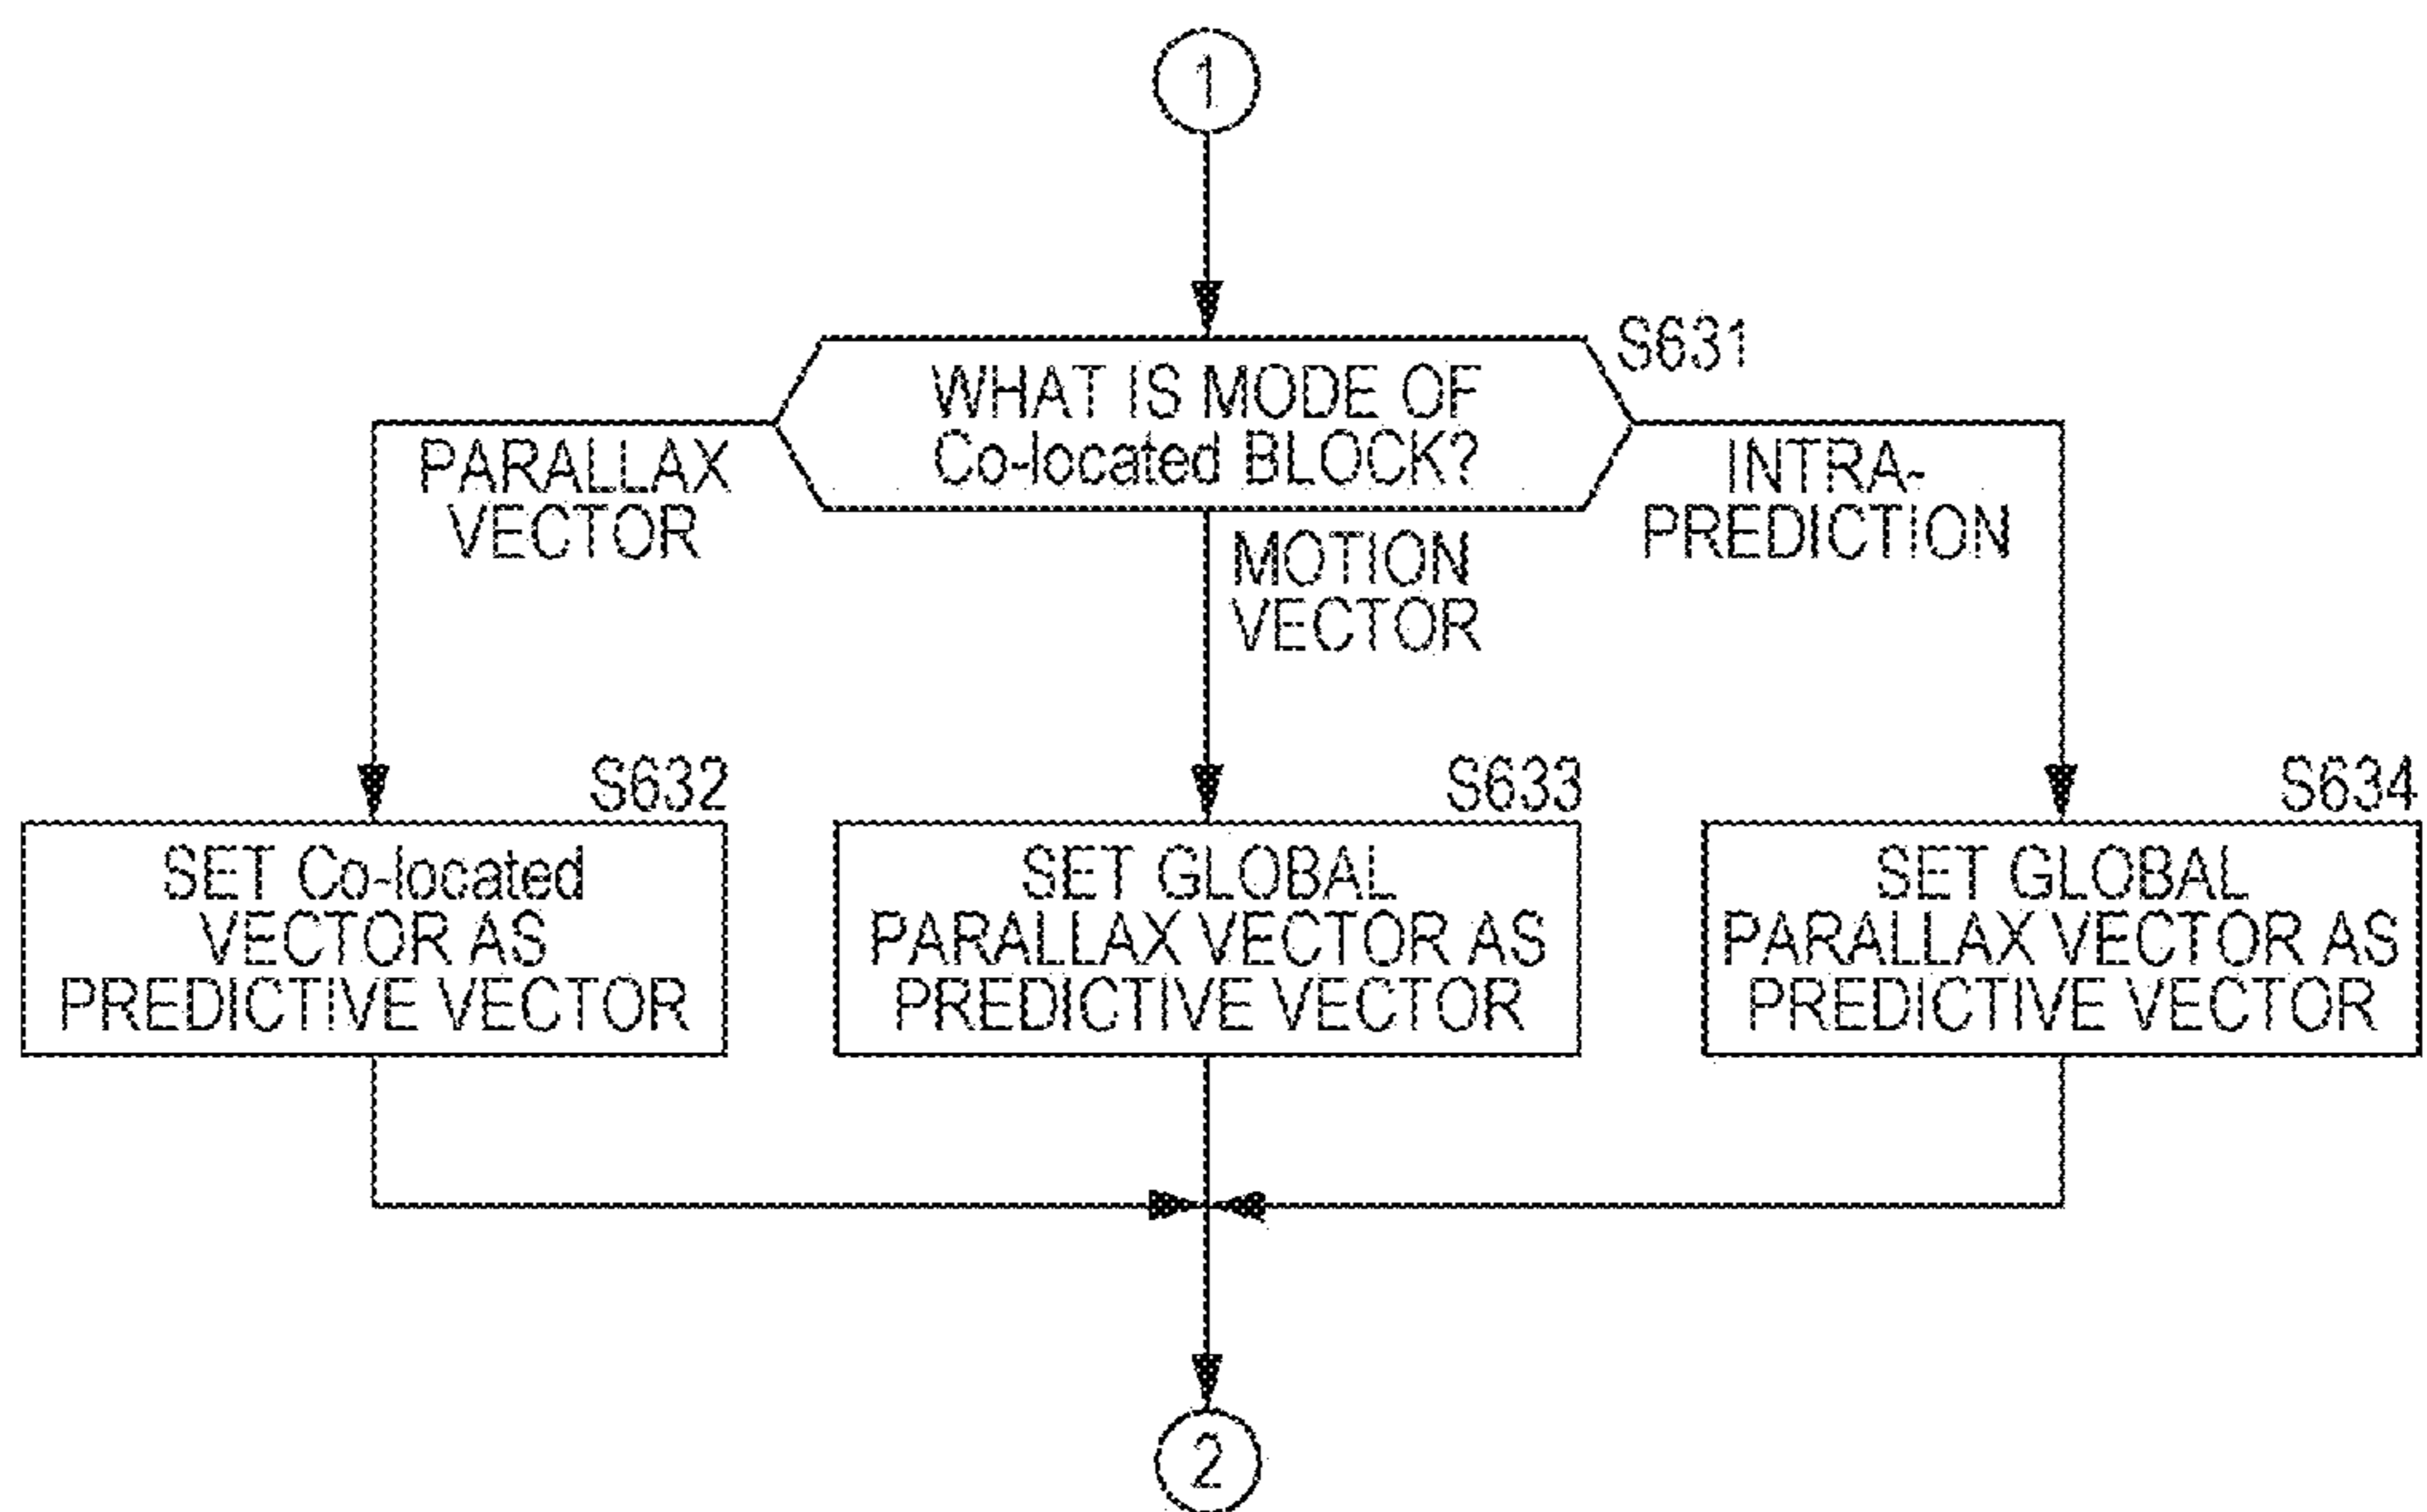 1
S631
WHAT IS MODE OF
Co-located BLOCK?
PARALLAX
VECTOR
MOTION
VECTOR
INTRA-
PREDICTION
S632
SET Co-located
VECTOR AS
PREDICTIVE VECTOR
S633
SET GLOBAL
PARALLAX VECTOR AS
PREDICTIVE VECTOR
S634
SET GLOBAL
PARALLAX VECTOR AS
PREDICTIVE VECTOR
2